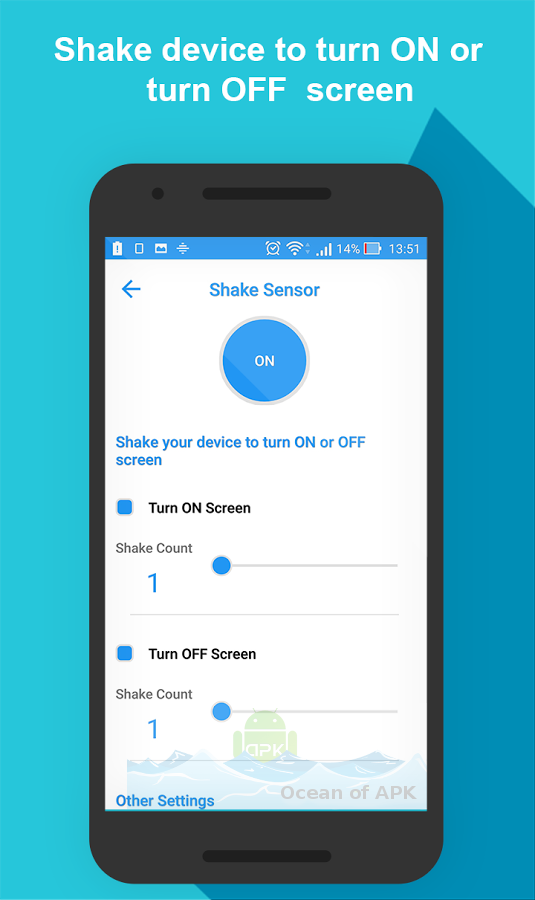 Shake device to turn ON or
turn OFF screen
14% 13:51
Shake Sensor
ON
Shake your device to turn ON or OFF
screen
Turn ON Screen
Shake Count
1
Turn OFF Screen
Shake Count
1
APK
Ocean of APK
Other Settings